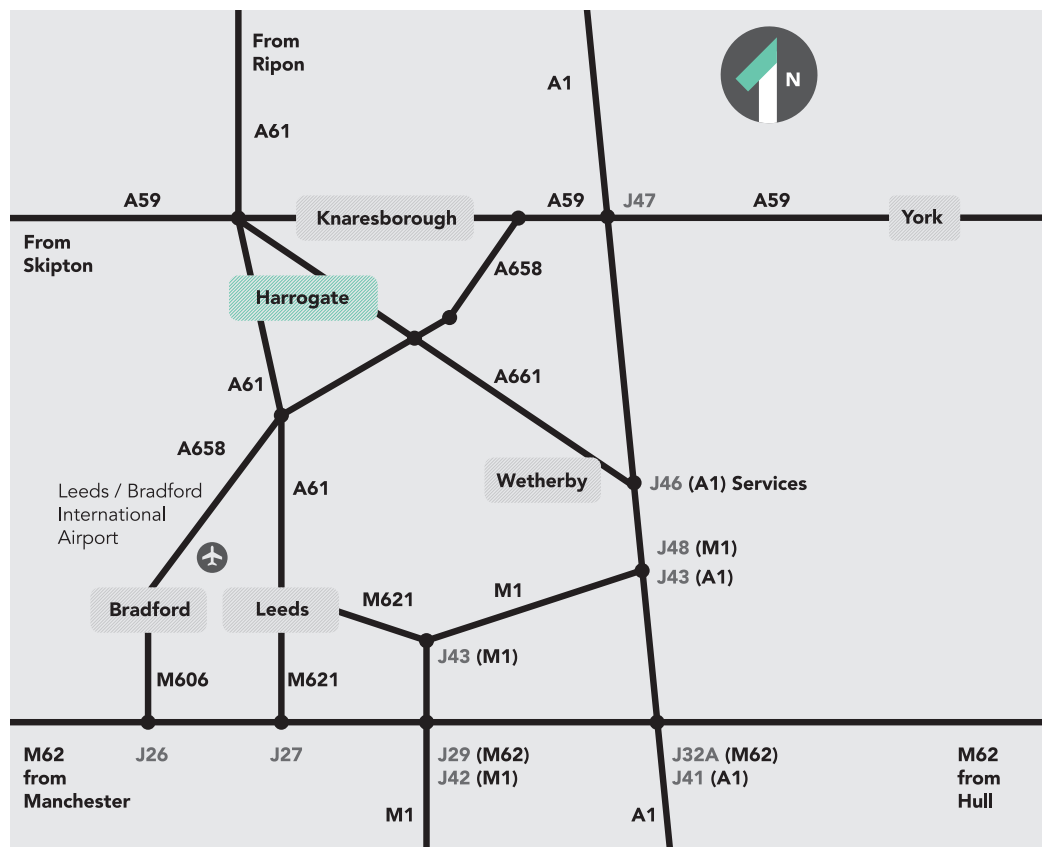 From
Ripon
A1
N
A61
A59
A59
J47
A59
Knaresborough
York
From
Skipton
A658
Harrogate
A61
A661
A658
Wetherby
J46 (A1) Services
A61
Leeds / Bradford
International
Airport
J48 (M1)
J43 (A1)
M1
M621
Bradford
Leeds
J43 (M1)
M606
M621
M62
from
Manchester
J26
J27
J29 (M62)
J42 (M1)
J32A (M62)
J41 (A1)
M62
from
Hull
M1
A1